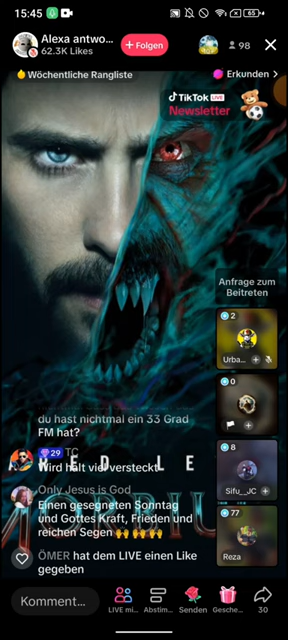 15:45
65
Alexa antwo...
62.3K Likes
+ Folgen
98
Wöchentliche Rangliste
Erkunden >
TikTok LIVE
Newsletter
Anfrage zum
Beitreten
2
Urba...
0
du hast nichtmal ein 33 Grad
FM hat?
29 TC
Wird halt viel versteckt
D L E
8
Sifu_JC
Only Jesus is God
Einen gesegneten Sonntag
und Gottes Kraft, Frieden und
reichen Segen 🙌🙌🙌
77
Reza
ÖMER hat dem LIVE einen Like
gegeben
Komment...
LIVE mi...
Abstim...
Senden
Gesche...
30